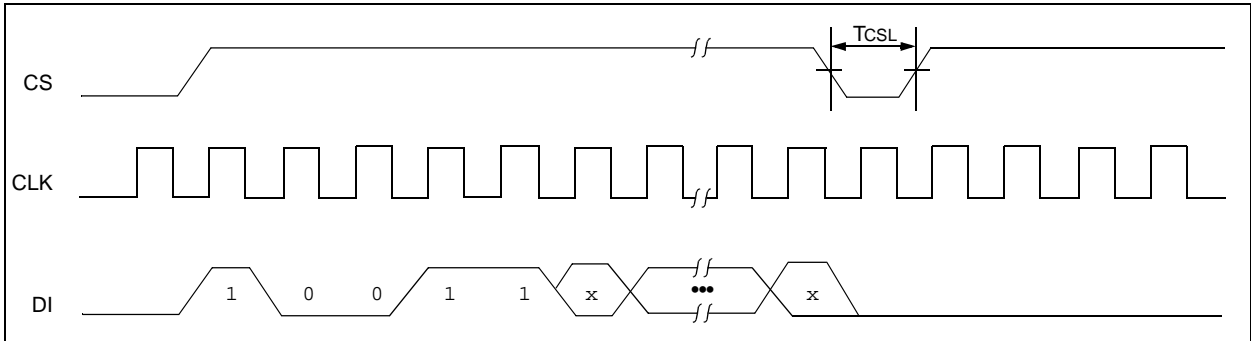 TCSL
CS
CLK
DI 1 0 0 1 1 x ••• x